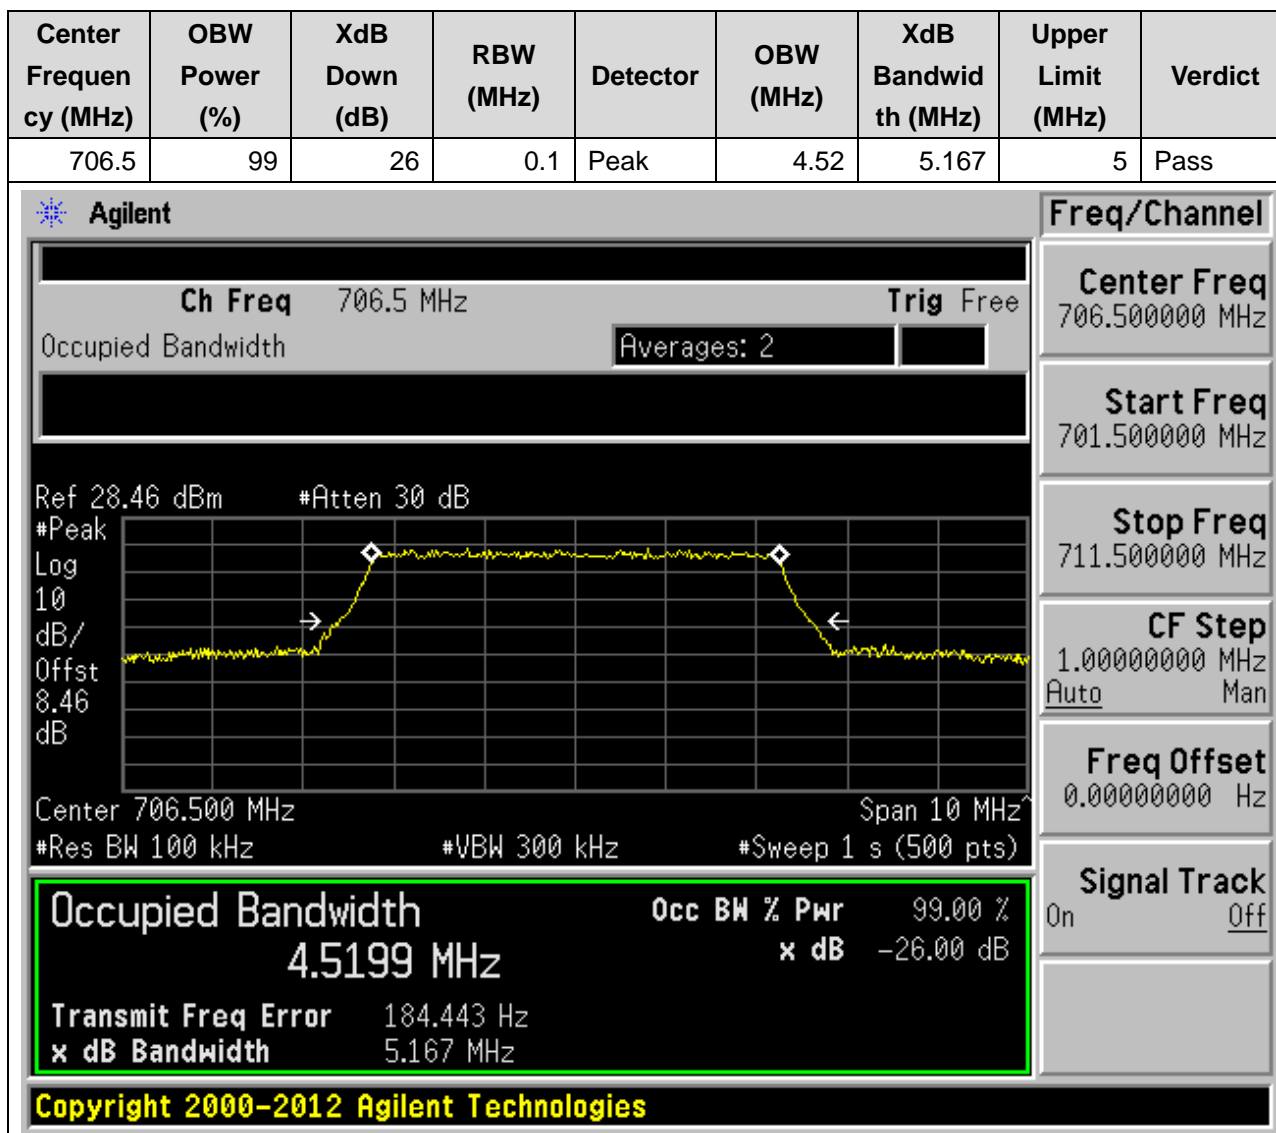 Center Frequen cy (MHz) OBW Power (%) XdB Down (dB) RBW (MHz) Detector OBW (MHz) XdB Bandwid th (MHz) Upper Limit (MHz) Verdict
706.5 99 26 0.1 Peak 4.52 5.167 5 Pass
Agilent
Freq/Channel
Ch Freq 706.5 MHz Trig Free
Occupied Bandwidth Averages: 2
Ref 28.46 dBm #Atten 30 dB
#Peak
Log
10
dB/
Offst
8.46
dB
Center 706.500 MHz Span 10 MHz^
#Res BW 100 kHz #VBW 300 kHz #Sweep 1 s (500 pts)
Occupied Bandwidth
4.5199 MHz
Occ BW % Pwr 99.00 %
x dB -26.00 dB
Transmit Freq Error 184.443 Hz
x dB Bandwidth 5.167 MHz
Center Freq
706.500000 MHz
Start Freq
701.500000 MHz
Stop Freq
711.500000 MHz
CF Step
1.00000000 MHz
Auto Man
Freq Offset
0.00000000 Hz
Signal Track
On Off
Copyright 2000-2012 Agilent Technologies